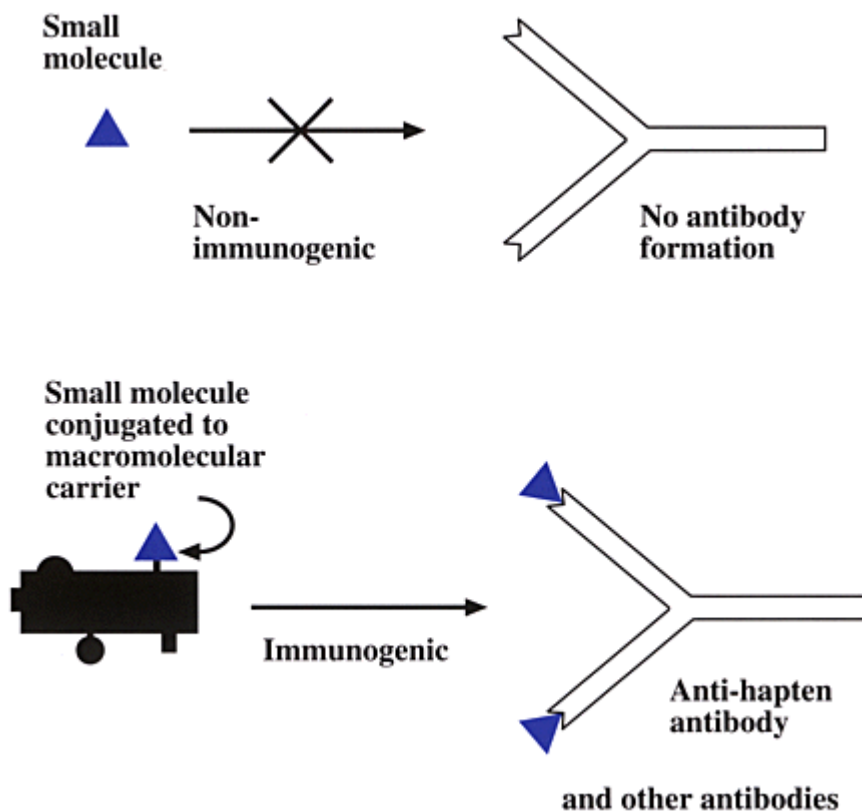 Small
molecule
Non-
immunogenic
No antibody
formation
Small molecule
conjugated to
macromolecular
carrier
Immunogenic
Anti-hapten
antibody
and other antibodies